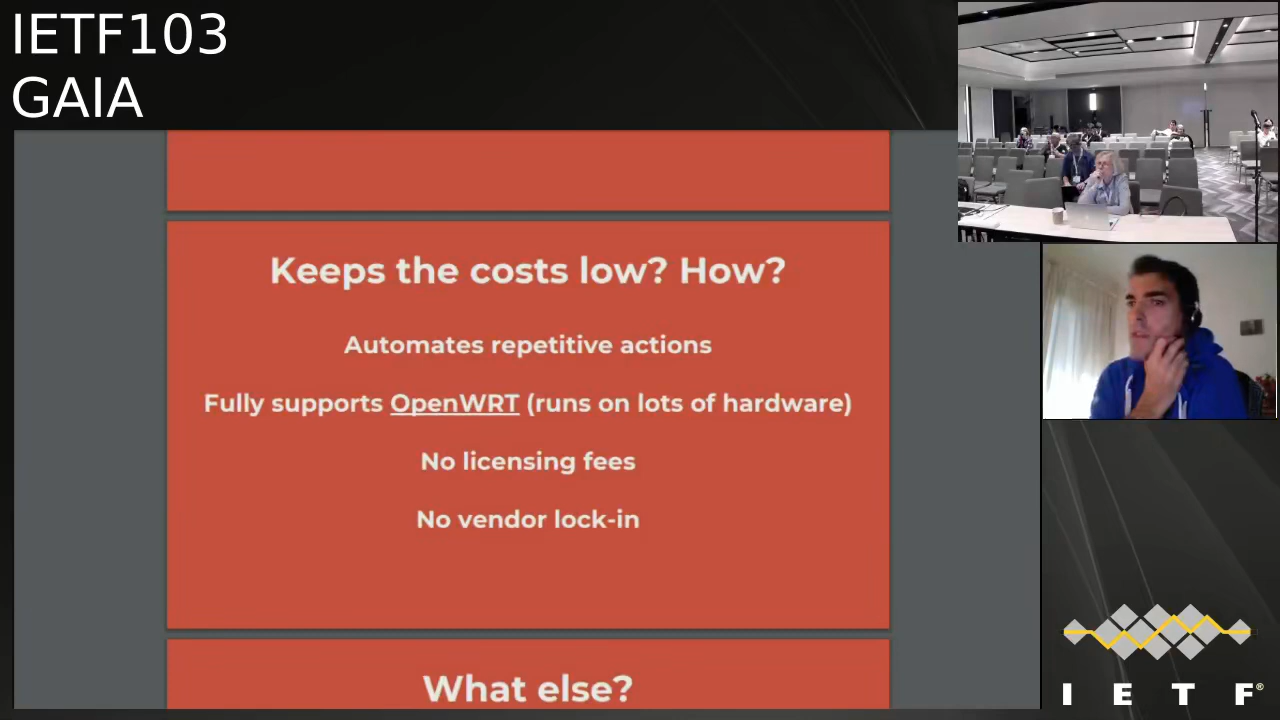 IETF103
GAIA
Keeps the costs low? How?
Automates repetitive actions
Fully supports OpenWRT (runs on lots of hardware)
No licensing fees
No vendor lock-in
What else?
I E T F®